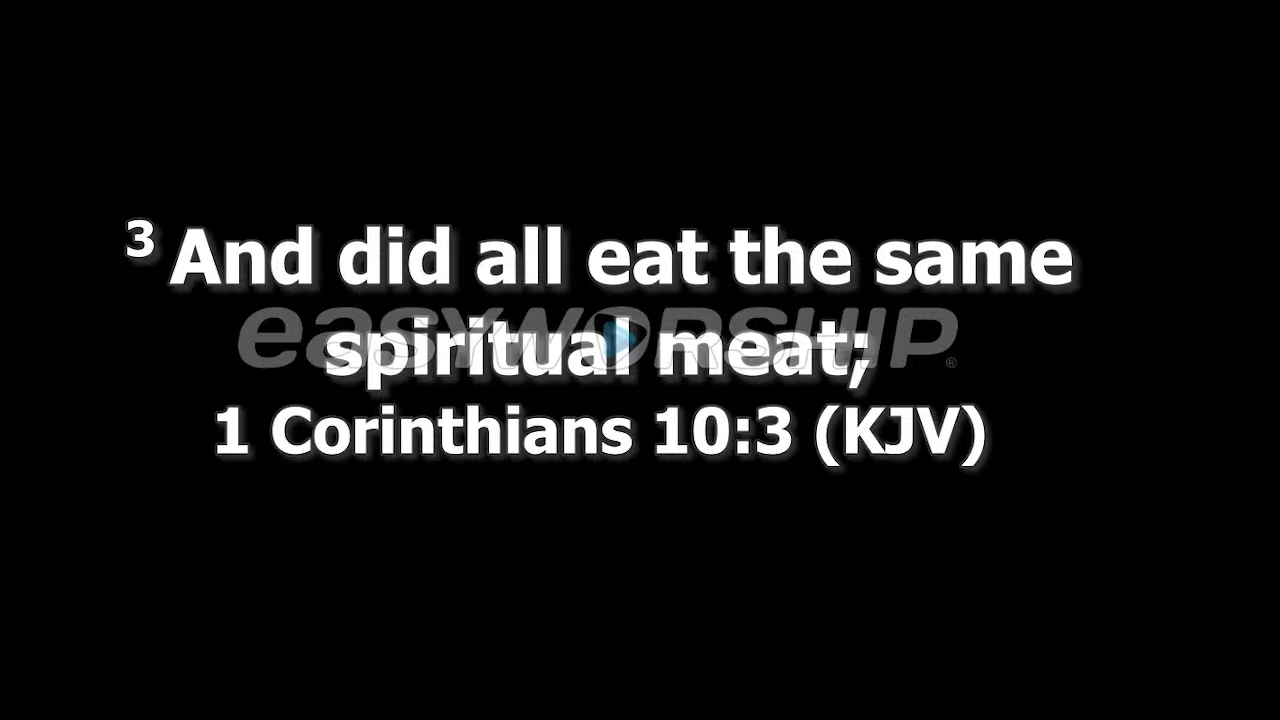 3 And did all eat the same
easyworship®
spiritual meat;
1 Corinthians 10:3 (KJV)